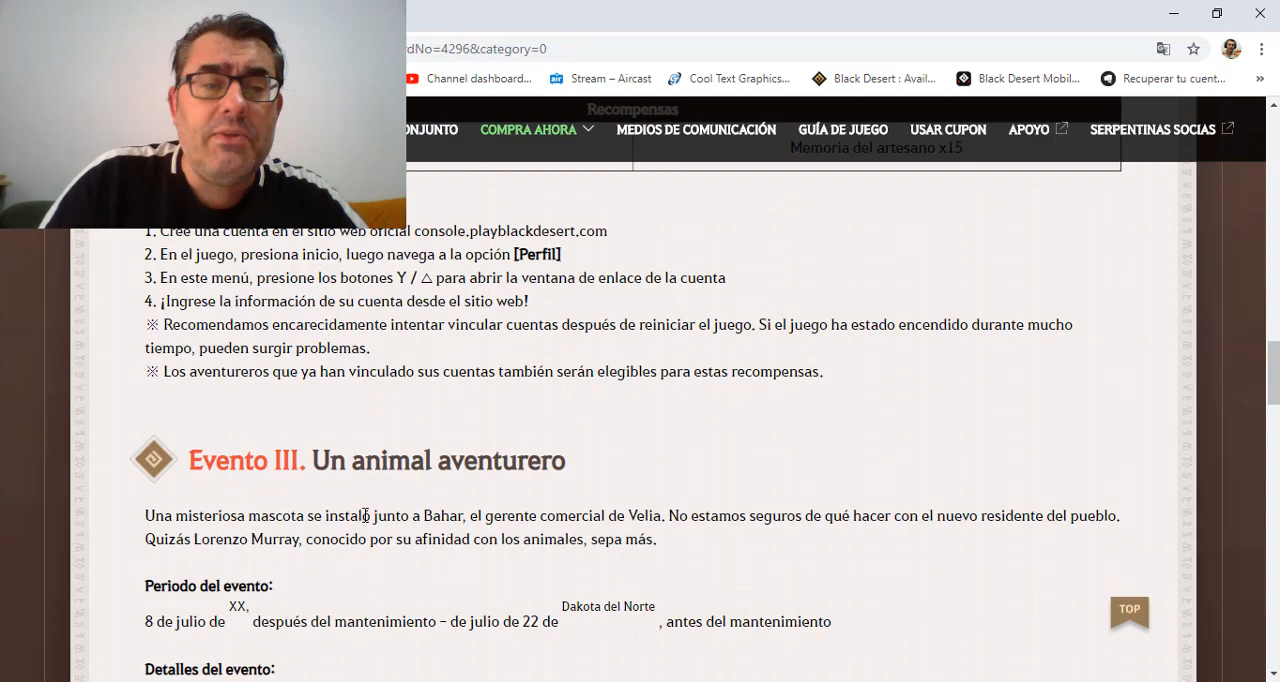 rdNo=4296&category=0
Channel dashboard... Stream – Aircast Cool Text Graphics... Black Desert : Avail... Black Desert Mobil... Recuperar tu cuent... »
Recompensas
ONJUNTO COMPRA AHORA MEDIOS DE COMUNICACIÓN GUÍA DE JUEGO USAR CUPON APOYO SERPENTINAS SOCIAS
Memoria del artesano x15
1. Cree una cuenta en el sitio web oficial console.playblackdesert.com
2. En el juego, presiona inicio, luego navega a la opción [Perfil]
3. En este menú, presione los botones Y / △ para abrir la ventana de enlace de la cuenta
4. ¡Ingrese la información de su cuenta desde el sitio web!
※ Recomendamos encarecidamente intentar vincular cuentas después de reiniciar el juego. Si el juego ha estado encendido durante mucho
tiempo, pueden surgir problemas.
※ Los aventureros que ya han vinculado sus cuentas también serán elegibles para estas recompensas.
Evento III. Un animal aventurero
Una misteriosa mascota se instaló junto a Bahar, el gerente comercial de Velia. No estamos seguros de qué hacer con el nuevo residente del pueblo.
Quizás Lorenzo Murray, conocido por su afinidad con los animales, sepa más.
Periodo del evento:
XX, Dakota del Norte
8 de julio de después del mantenimiento – de julio de 22 de , antes del mantenimiento
TOP
Detalles del evento: